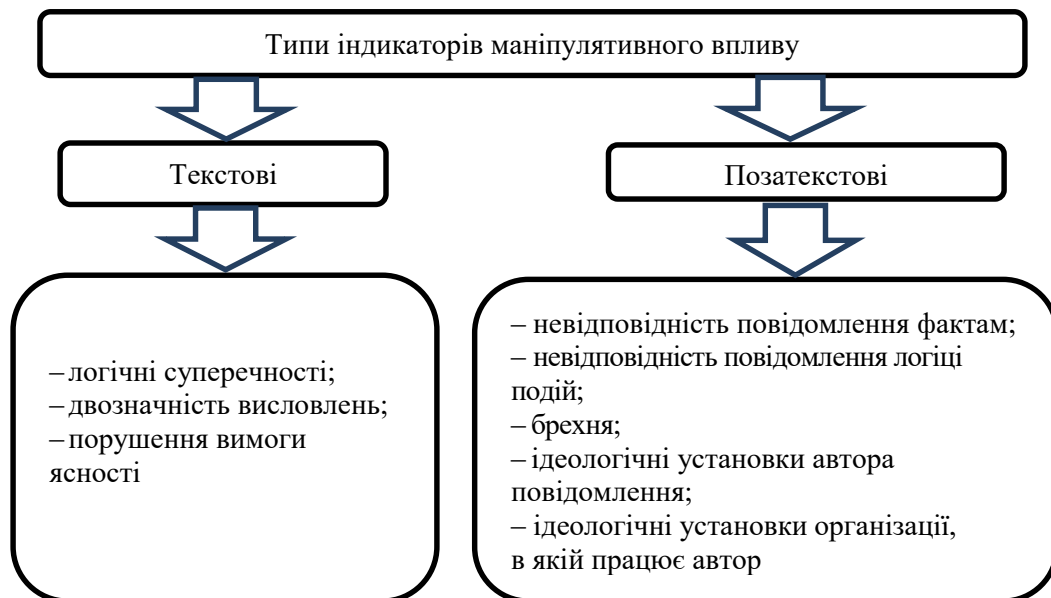 Типи індикаторів маніпулятивного впливу
Текстові
Позатекстові
– логічні суперечності;
– двозначність висловлень;
– порушення вимоги
ясності
– невідповідність повідомлення фактам;
– невідповідність повідомлення логіці
подій;
– брехня;
– ідеологічні установки автора
повідомлення;
– ідеологічні установки організації,
в якій працює автор